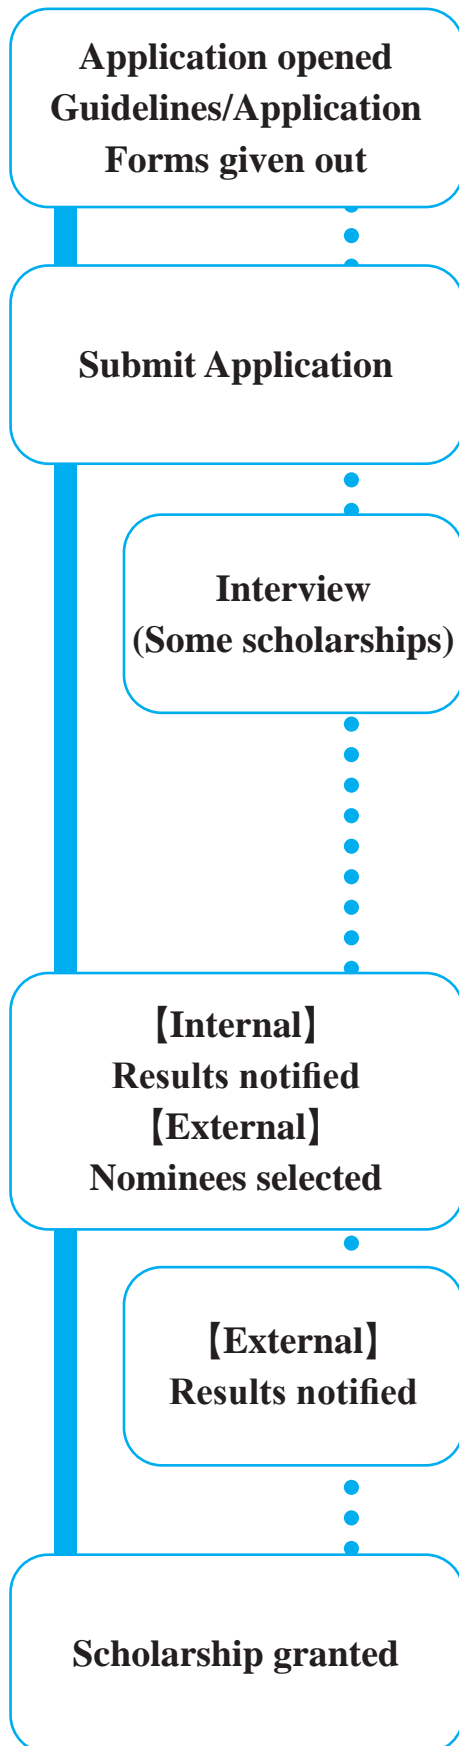 Application opened
Guidelines/Application
Forms given out
Submit Application
Interview
(Some scholarships)
【Internal】
Results notified
【External】
Nominees selected
【External】
Results notified
Scholarship granted